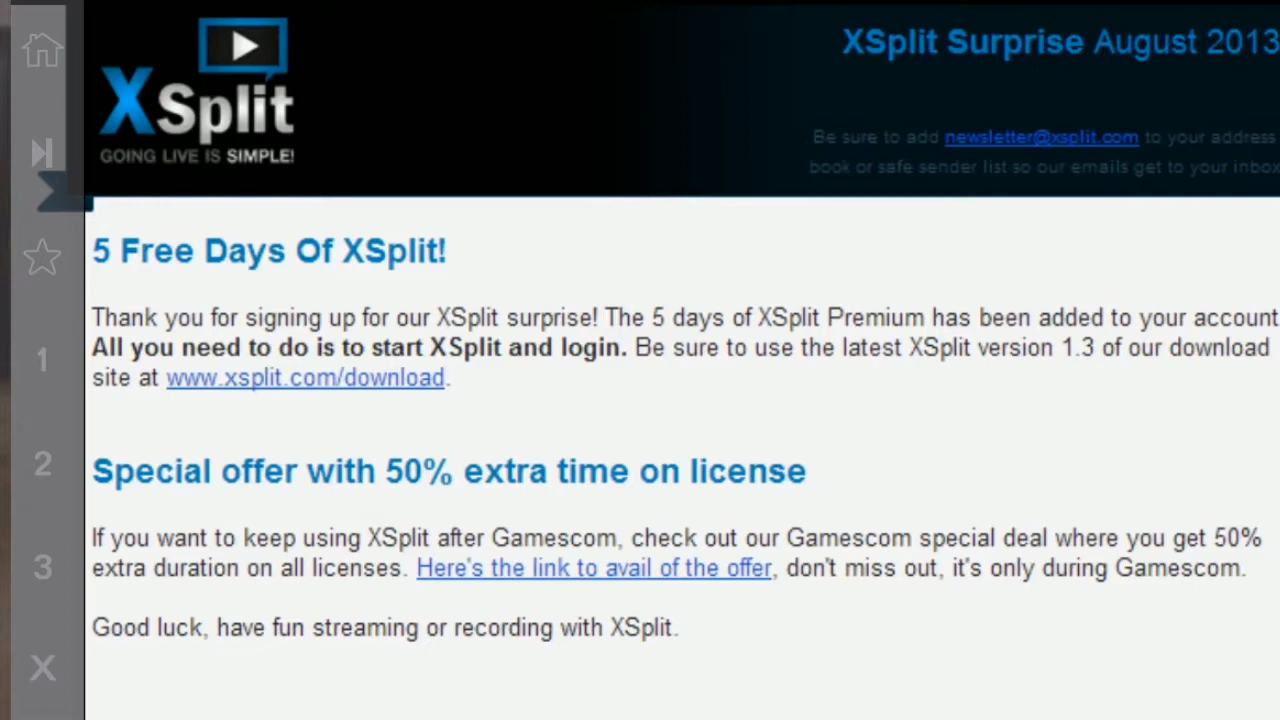 XSplit
GOING LIVE IS SIMPLE!
XSplit Surprise August 2013
Be sure to add newsletter@xsplit.com to your address
book or safe sender list so our emails get to your inbox
5 Free Days Of XSplit!
Thank you for signing up for our XSplit surprise! The 5 days of XSplit Premium has been added to your account
All you need to do is to start XSplit and login. Be sure to use the latest XSplit version 1.3 of our download
site at www.xsplit.com/download.
Special offer with 50% extra time on license
If you want to keep using XSplit after Gamescom, check out our Gamescom special deal where you get 50%
extra duration on all licenses. Here's the link to avail of the offer, don't miss out, it's only during Gamescom.
Good luck, have fun streaming or recording with XSplit.
1
2
3
X